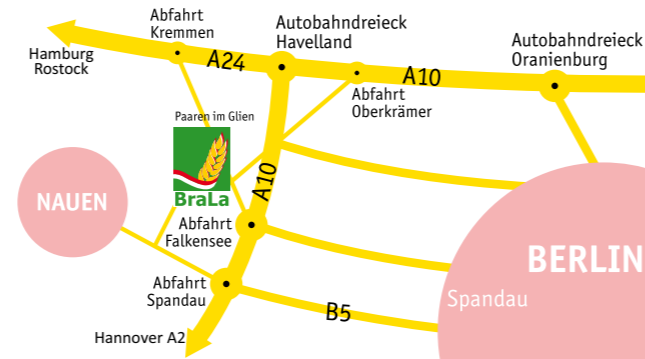 Abfahrt
Kremmen
Autobahndreieck
Havelland
Autobahndreieck
Oranienburg
Hamburg
Rostock
A24
A10
Abfahrt
Oberkrämer
Paaren im Glien
BraLa
A10
NAUEN
Abfahrt
Falkensee
BERLIN
Abfahrt
Spandau
Spandau
B5
Hannover A2